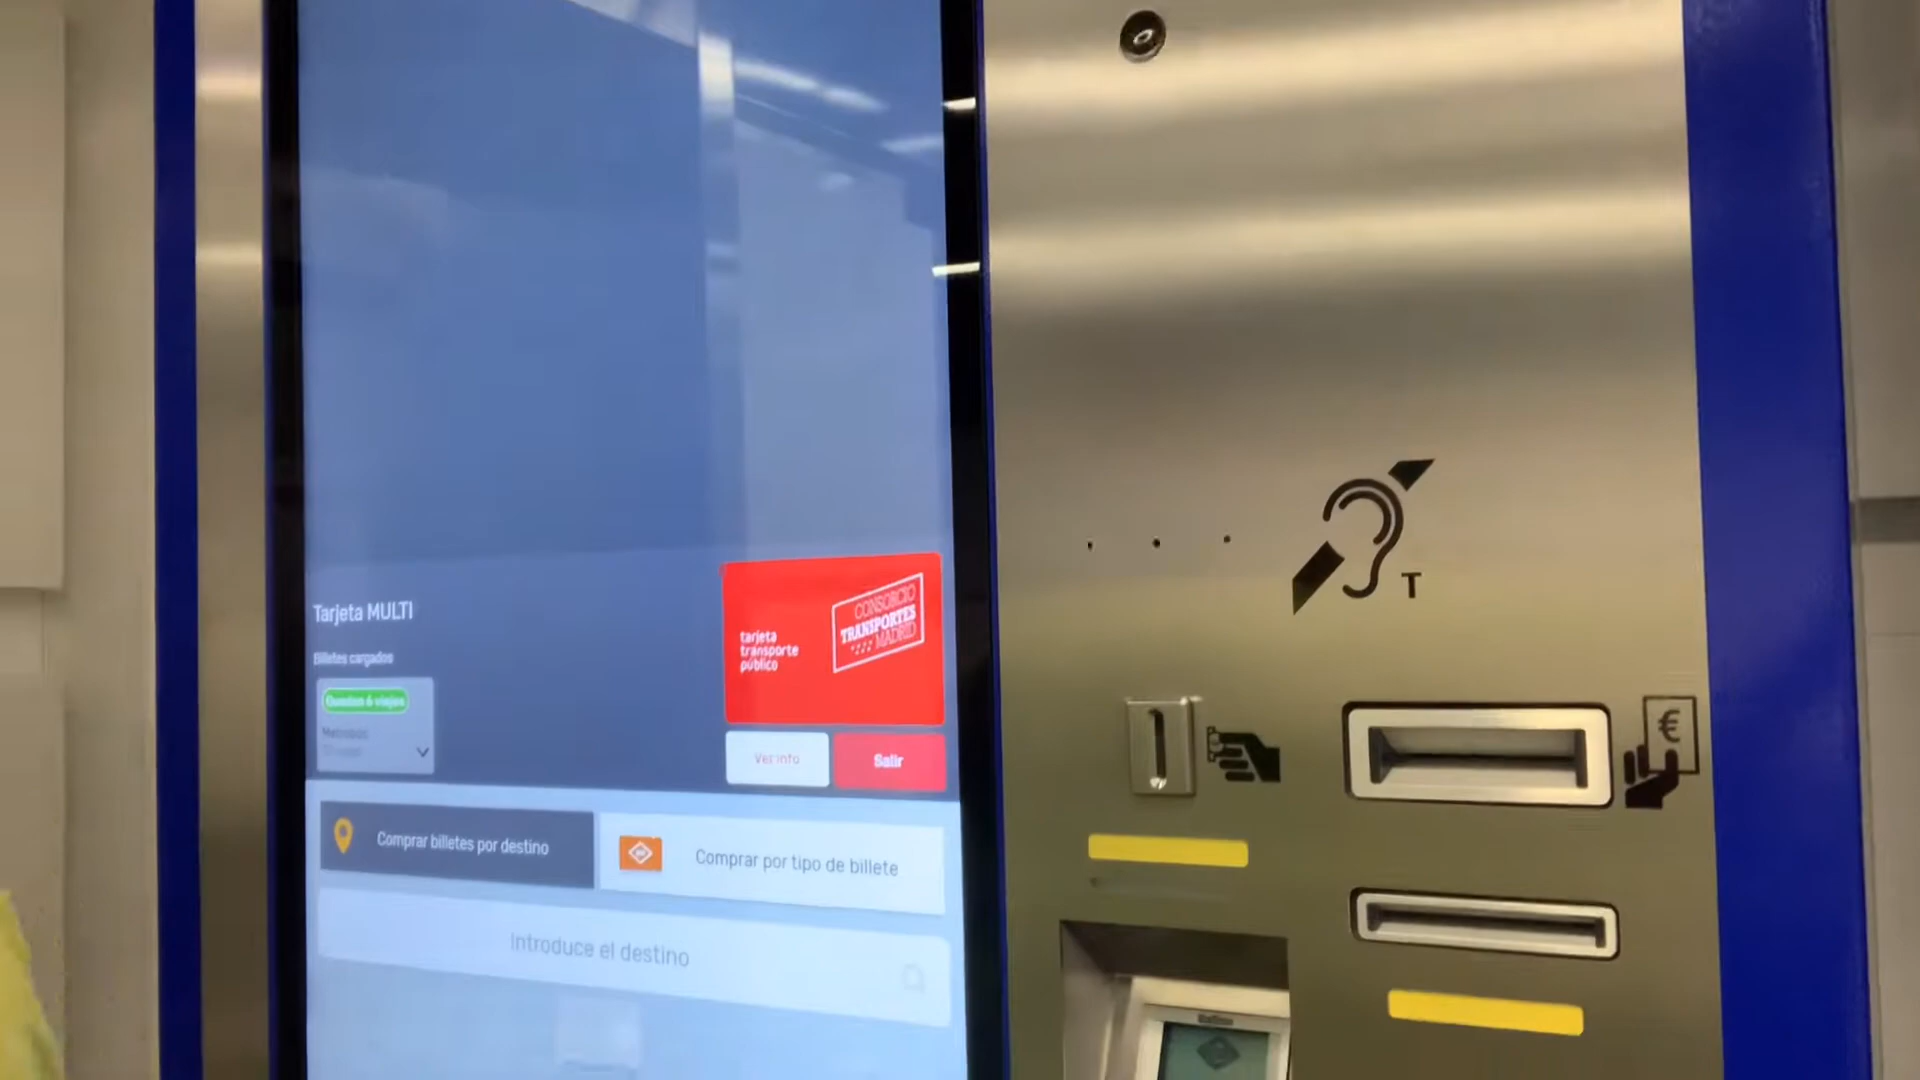 Tarjeta MULTI
Billetes cargados
Quedan 6 viajes
Metrobús
tarjeta
transporte
público
CONSORCIO
TRANSPORTES
MADRID
Ver info
Salir
Comprar billetes por destino
Comprar por tipo de billete
Introduce el destino
T
€